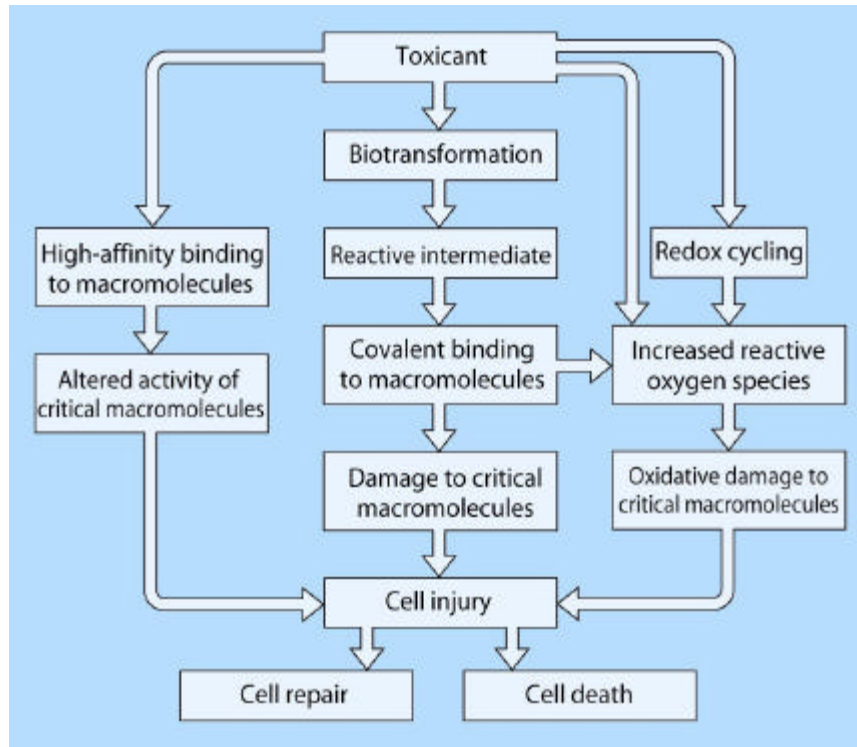 Toxicant
Biotransformation
High-affinity binding
to macromolecules
Reactive intermediate
Redox cycling
Altered activity of
critical macromolecules
Covalent binding
to macromolecules
Increased reactive
oxygen species
Damage to critical
macromolecules
Oxidative damage to
critical macromolecules
Cell injury
Cell repair
Cell death